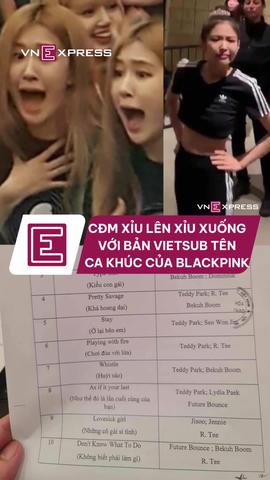 VNEXPRESS
VNEXPRESS
E
CĐM XỈU LÊN XỈU XUỐNG
VỚI BẢN VIETSUB TÊN
CA KHÚC CỦA BLACKPINK
(Kiểu con gái)
Bekuh Boom
4 Pretty Savage Teddy Park; R. Tee
(Khá hoang dại) Bekuh Boom
5 Stay Teddy Park; Seo Won Jin
(Ở lại bên em)
6 Playing with fire Teddy Park; R. Tee
(Chơi đùa với lửa)
7 Whistle Teddy Park; Bekuh Boom
(Huýt sáo)
8 As if it your last Teddy Park; Lydia Paek
(Như thể đó là lần cuối cùng của Future Bounce
bạn)
9 Lovesick girl Jisoo; Jennie
(Những cô gái si tình) R. Tee
10 Don't Know What To Do Future Bounce ; Bekuh Boom
(Không biết phải làm gì) R. Tee